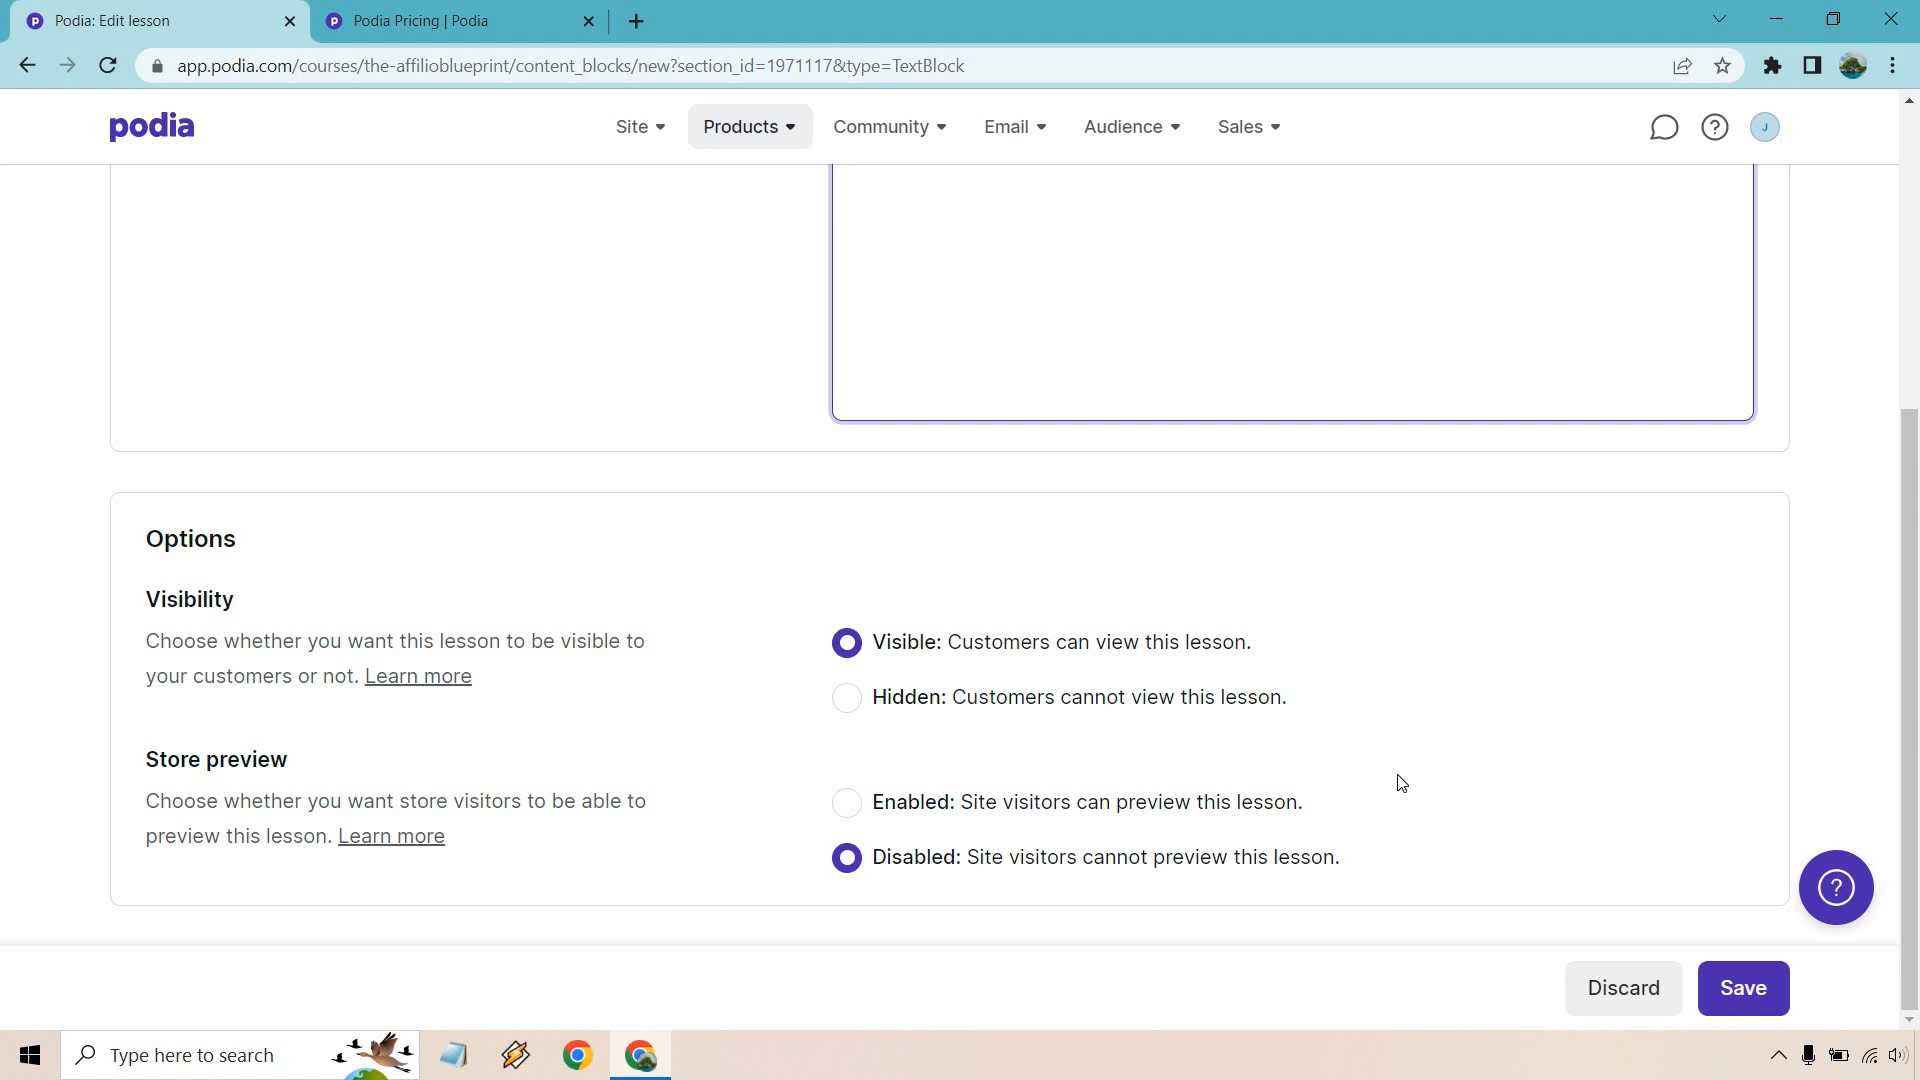 Podia: Edit lesson
Podia Pricing | Podia
app.podia.com/courses/the-affilioblueprint/content_blocks/new?section_id=1971117&type=TextBlock
podia
Site
Products
Community
Email
Audience
Sales
J
Options
Visibility
Choose whether you want this lesson to be visible to
your customers or not. Learn more
Visible: Customers can view this lesson.
Hidden: Customers cannot view this lesson.
Store preview
Choose whether you want store visitors to be able to
preview this lesson. Learn more
Enabled: Site visitors can preview this lesson.
Disabled: Site visitors cannot preview this lesson.
Discard
Save
Type here to search